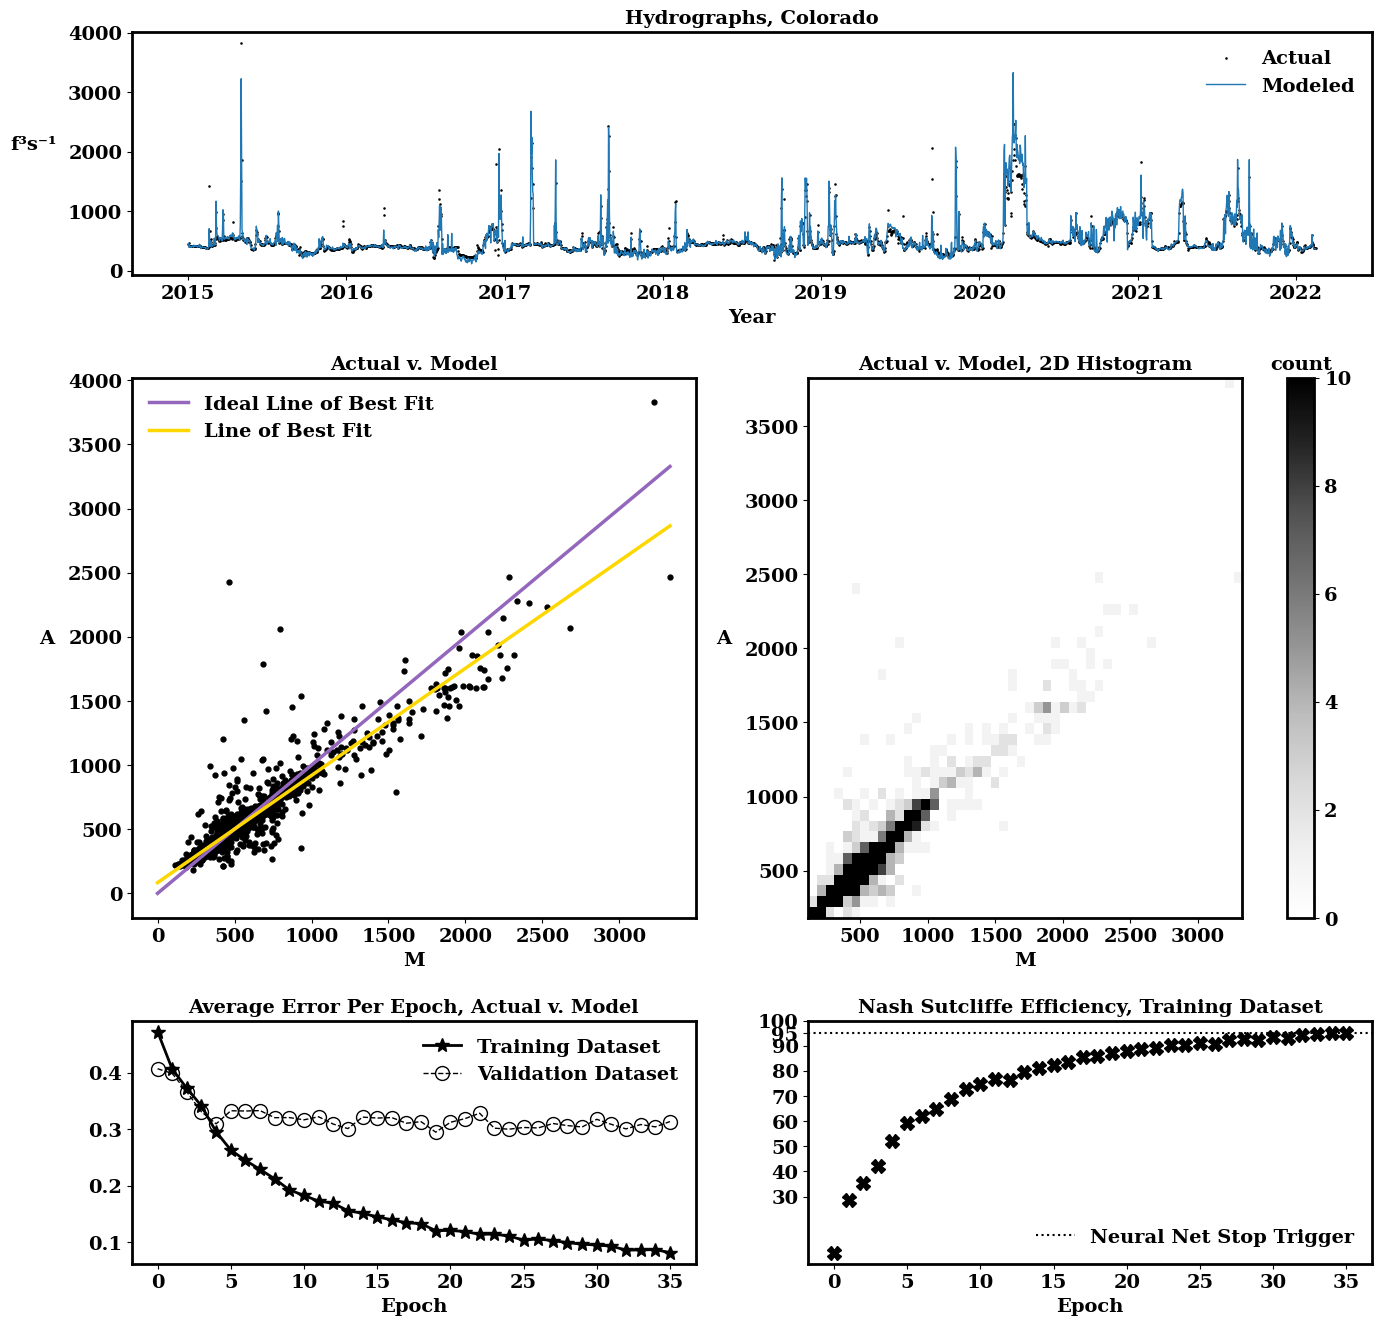 Hydrographs, Colorado
4000
3000
2000
1000
0
f³s⁻¹
Actual
Modeled
2015 2016 2017 2018 2019 2020 2021 2022
Year
Actual v. Model
4000
3500
3000
2500
2000
1500
1000
500
0
A
Ideal Line of Best Fit
Line of Best Fit
0 500 1000 1500 2000 2500 3000
M
Actual v. Model, 2D Histogram
3500
3000
2500
2000
1500
1000
500
A
500 1000 1500 2000 2500 3000
M
count
10
8
6
4
2
0
Average Error Per Epoch, Actual v. Model
0.4
0.3
0.2
0.1
Training Dataset
Validation Dataset
0 5 10 15 20 25 30 35
Epoch
Nash Sutcliffe Efficiency, Training Dataset
100
95
90
80
70
60
50
40
30
Neural Net Stop Trigger
0 5 10 15 20 25 30 35
Epoch